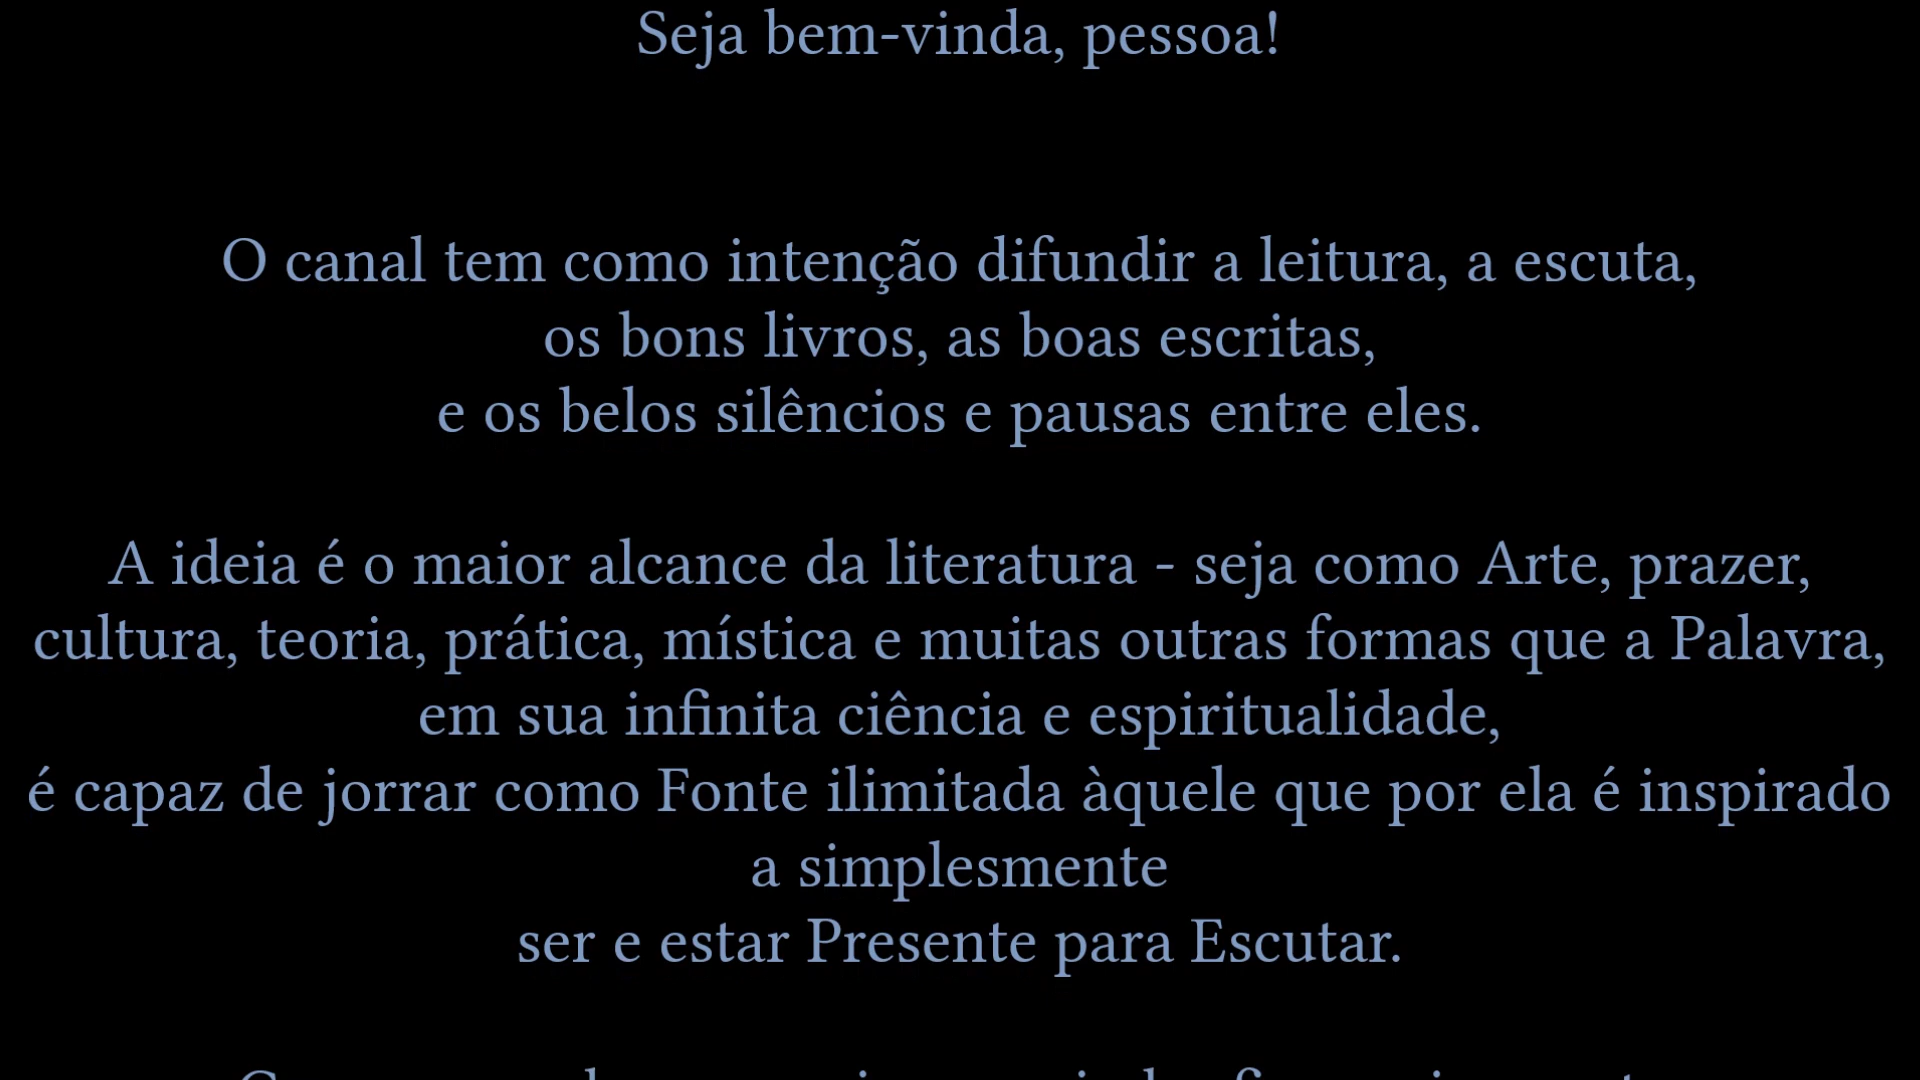 Seja bem-vinda, pessoa!
O canal tem como intenção difundir a leitura, a escuta,
os bons livros, as boas escritas,
e os belos silêncios e pausas entre eles.
A ideia é o maior alcance da literatura - seja como Arte, prazer,
cultura, teoria, prática, mística e muitas outras formas que a Palavra,
em sua infinita ciência e espiritualidade,
é capaz de jorrar como Fonte ilimitada àquele que por ela é inspirado
a simplesmente
ser e estar Presente para Escutar.